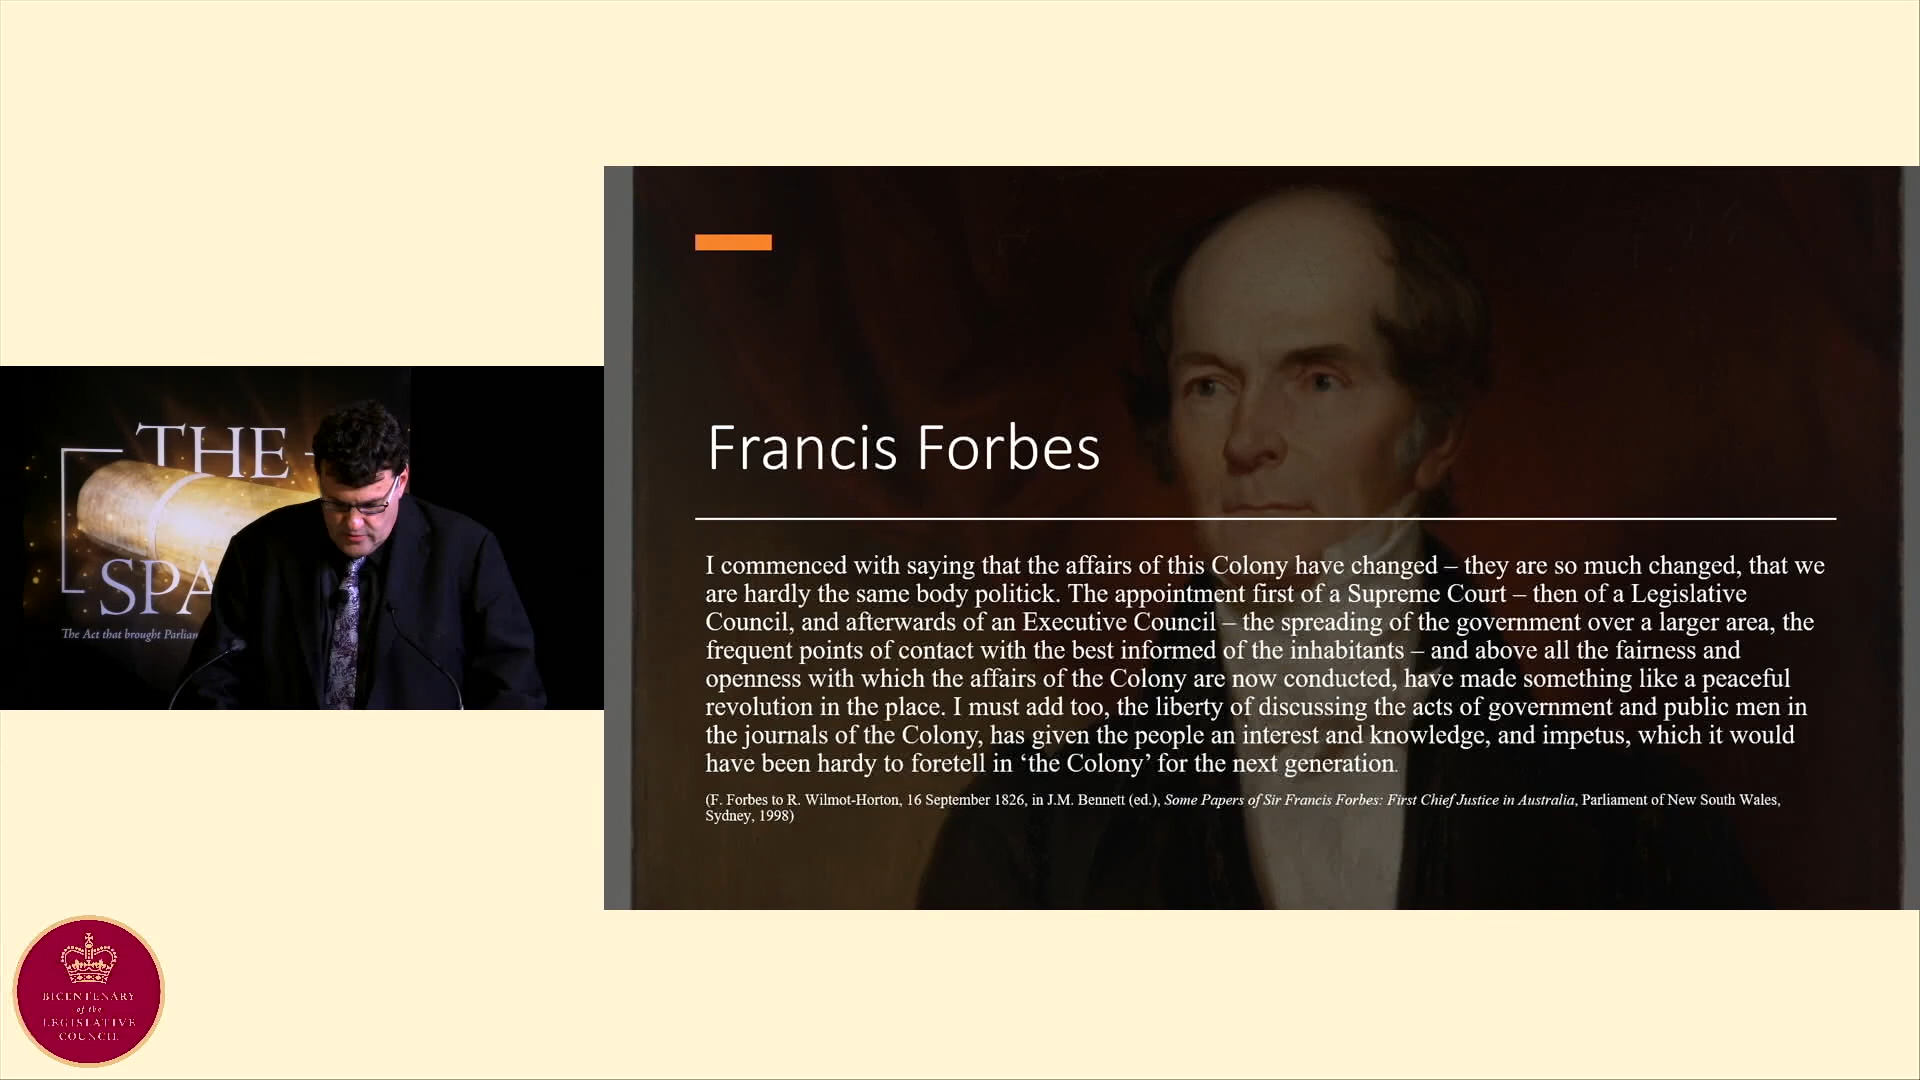 THE
SPA
The Act that brought Parliam
Francis Forbes
I commenced with saying that the affairs of this Colony have changed – they are so much changed, that we
are hardly the same body politick. The appointment first of a Supreme Court – then of a Legislative
Council, and afterwards of an Executive Council – the spreading of the government over a larger area, the
frequent points of contact with the best informed of the inhabitants – and above all the fairness and
openness with which the affairs of the Colony are now conducted, have made something like a peaceful
revolution in the place. I must add too, the liberty of discussing the acts of government and public men in
the journals of the Colony, has given the people an interest and knowledge, and impetus, which it would
have been hardy to foretell in ‘the Colony’ for the next generation.
(F. Forbes to R. Wilmot-Horton, 16 September 1826, in J.M. Bennett (ed.), Some Papers of Sir Francis Forbes: First Chief Justice in Australia, Parliament of New South Wales,
Sydney, 1998)
BICENTENARY
of the
LEGISLATIVE
COUNCIL